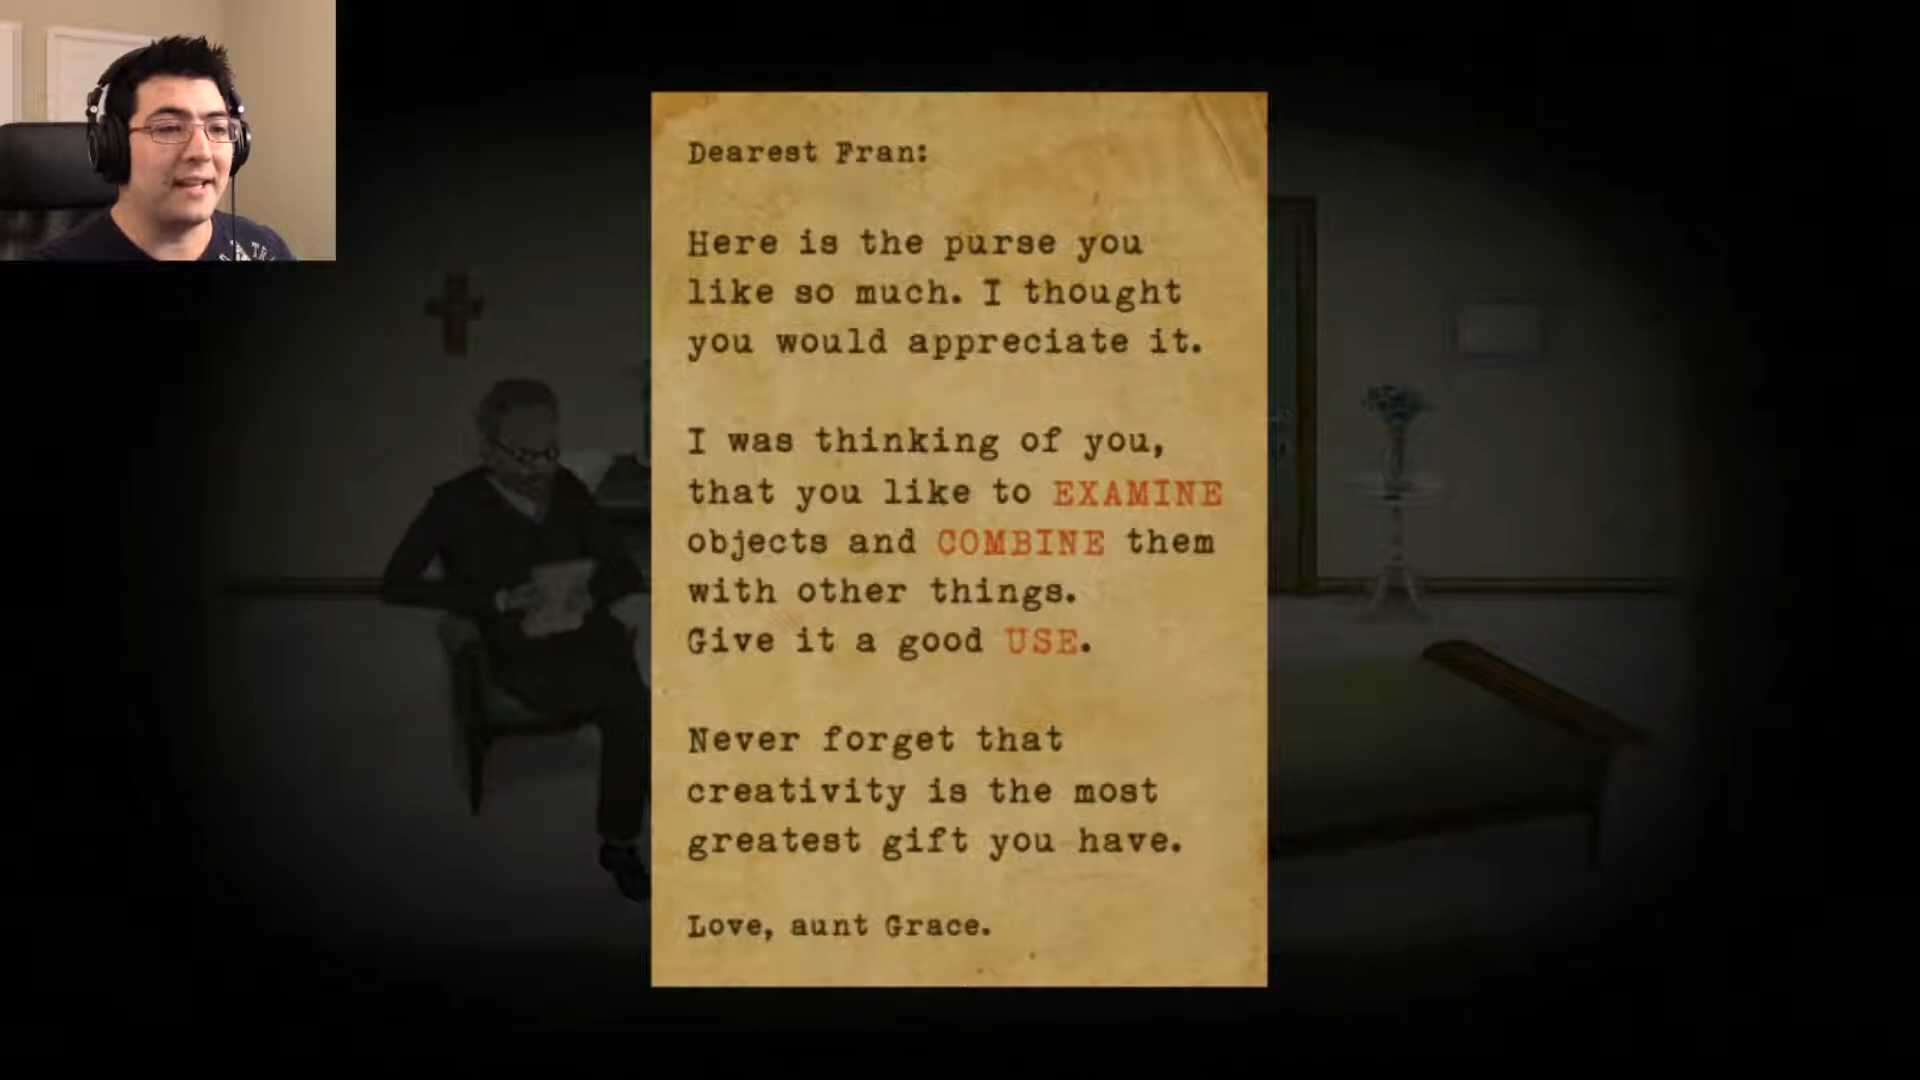 Dearest Fran:
Here is the purse you
like so much. I thought
you would appreciate it.
I was thinking of you,
that you like to EXAMINE
objects and COMBINE them
with other things.
Give it a good USE.
Never forget that
creativity is the most
greatest gift you have.
Love, aunt Grace.